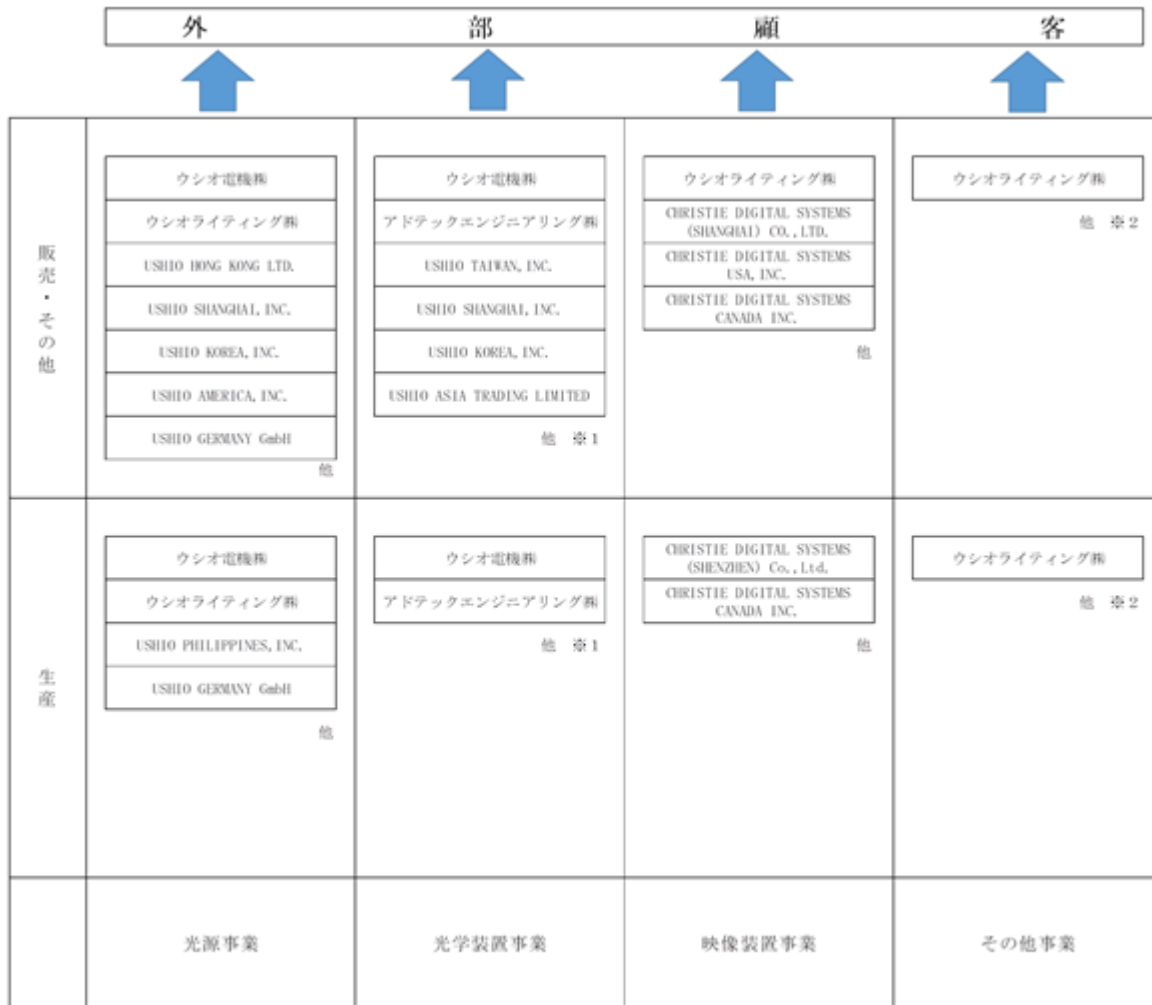 外部顧客
販売・その他
ウシオ電機㈱
ウシオライティング㈱
USHIO HONG KONG LTD.
USHIO SHANGHAI, INC.
USHIO KOREA, INC.
USHIO AMERICA, INC.
USHIO GERMANY GmbH
他
ウシオ電機㈱
アドテックエンジニアリング㈱
USHIO TAIWAN, INC.
USHIO SHANGHAI, INC.
USHIO KOREA, INC.
USHIO ASIA TRADING LIMITED
他 ※1
ウシオライティング㈱
CHRISTIE DIGITAL SYSTEMS
(SHANGHAI) CO., LTD.
CHRISTIE DIGITAL SYSTEMS
USA, INC.
CHRISTIE DIGITAL SYSTEMS
CANADA INC.
他
ウシオライティング㈱
他 ※2
生産
ウシオ電機㈱
ウシオライティング㈱
USHIO PHILIPPINES, INC.
USHIO GERMANY GmbH
他
ウシオ電機㈱
アドテックエンジニアリング㈱
他 ※1
CHRISTIE DIGITAL SYSTEMS
(SHENZHEN) Co., Ltd.
CHRISTIE DIGITAL SYSTEMS
CANADA INC.
他
ウシオライティング㈱
他 ※2
光源事業
光学装置事業
映像装置事業
その他事業